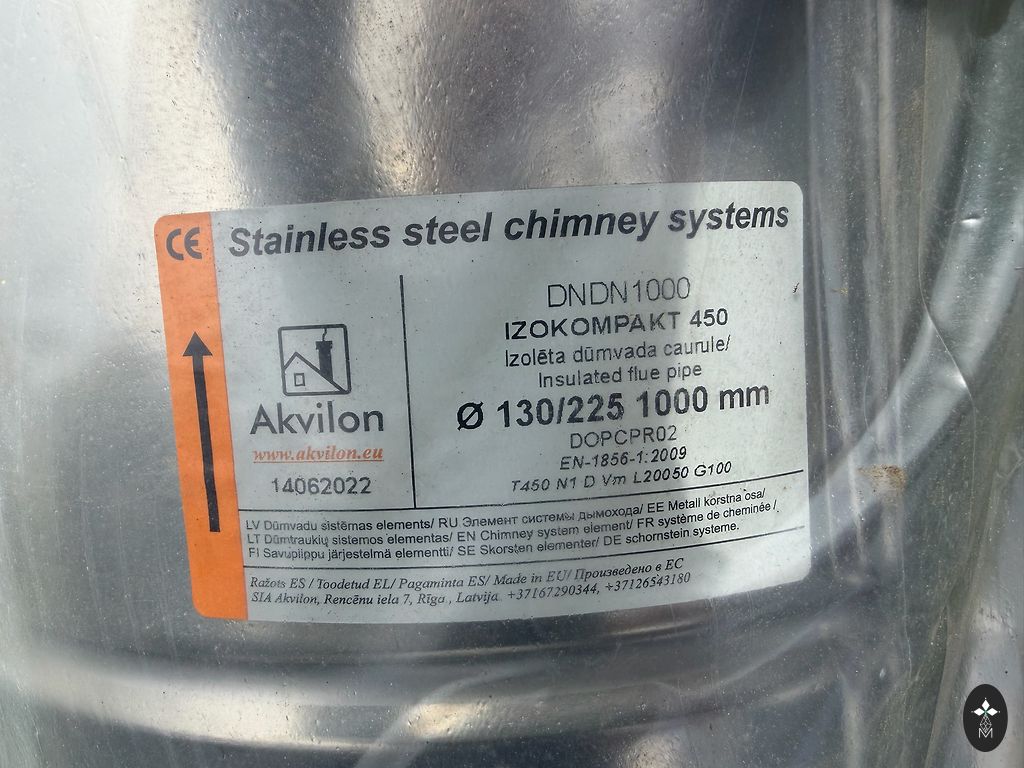 CE Stainless steel chimney systems
Akvilon
www.akvilon.eu
14062022
DNDN1000
IZOKOMPAKT 450
Izolēta dūmvada caurule/
Insulated flue pipe
Ø 130/225 1000 mm
DOPCPR02
EN-1856-1:2009
T450 N1 D Vm L20050 G100
LV Dūmvadu sistēmas elements/ RU Элемент системы дымохода/ EE Metall korstna osa/
LT Dūmtraukių sistemos elementas/ EN Chimney system element/ FR système de cheminée /
FI Savupiippu järjestelmä elementti/ SE Skorsten elementer/ DE schornstein systeme.
Ražots ES / Toodetud EL/ Pagaminta ES/ Made in EU/ Произведено в ЕС
SIA Akvilon, Rencēnu iela 7, Rīga, Latvija +37167290344, +37126543180
M